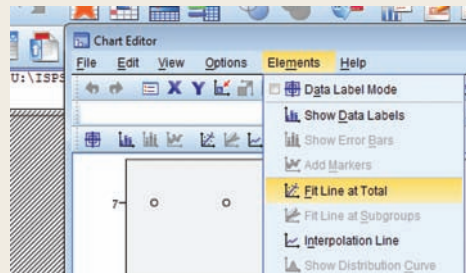 Chart Editor
File Edit View Options Elements Help
U:\ISPS
X Y
Data Label Mode
Show Data Labels
Show Error Bars
Add Markers
Fit Line at Total
Fit Line at Subgroups
Interpolation Line
Show Distribution Curve
7